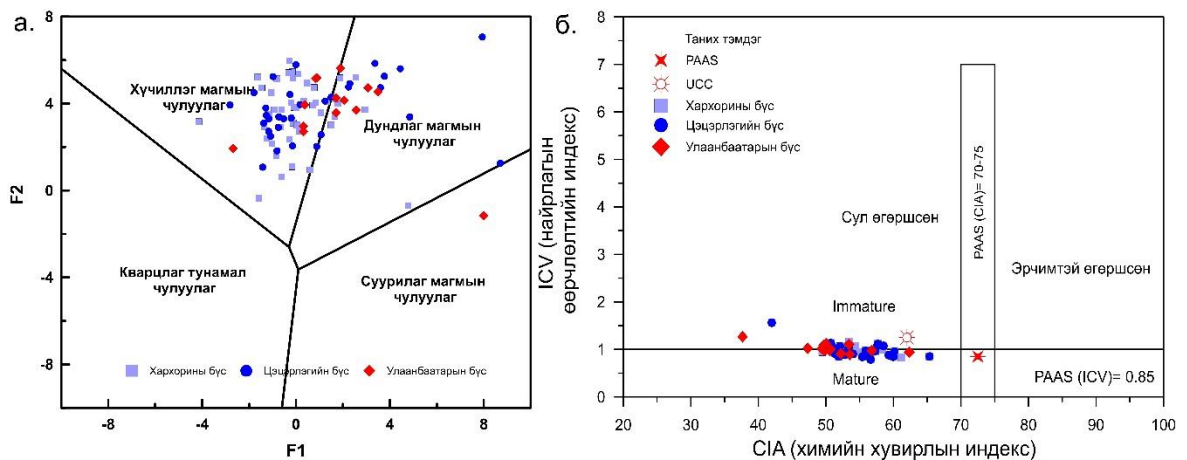 а.
8
4
0
-4
-8
F2
-8
-4
0
4
8
F1
Хүчиллэг магмын
чулуулаг
Дундлаг магмын
чулуулаг
Кварцлаг тунамал
чулуулаг
Суурилаг магмын
чулуулаг
Хархорины бүс
Цэцэрлэгийн бүс
Улаанбаатарын бүс
б.
8
7
6
5
4
3
2
1
0
ICV (найрлагын
өөрчлөлтийн индекс)
Таних тэмдэг
PAAS
UCC
Хархорины бүс
Цэцэрлэгийн бүс
Улаанбаатарын бүс
Сул өгөршсөн
PAAS (CIA)= 70-75
Эрчимтэй өгөршсөн
Immature
Mature
PAAS (ICV)= 0.85
20
30
40
50
60
70
80
90
100
CIA (химийн хувирлын индекс)